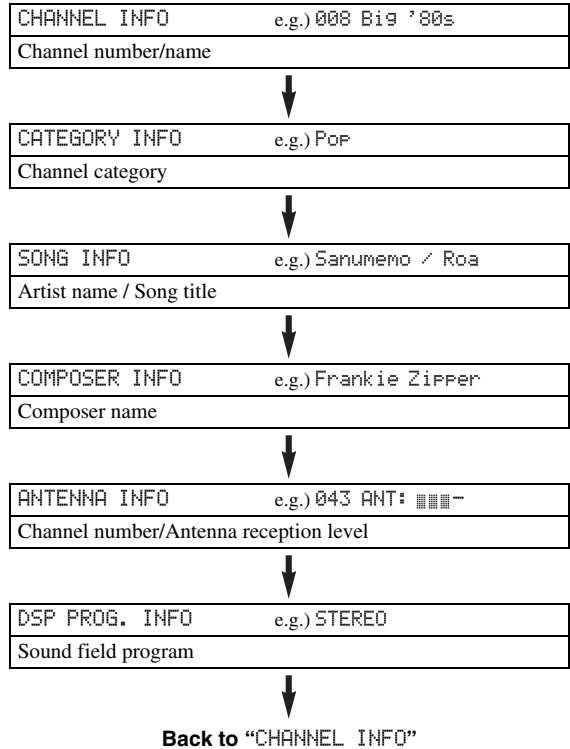 CHANNEL INFO e.g.) 008 Big '80s
Channel number/name
CATEGORY INFO e.g.) Pop
Channel category
SONG INFO e.g.) Sanumemo / Roa
Artist name / Song title
COMPOSER INFO e.g.) Frankie Zipper
Composer name
ANTENNA INFO e.g.) 043 ANT: ▒▒▒-
Channel number/Antenna reception level
DSP PROG. INFO e.g.) STEREO
Sound field program
Back to “CHANNEL INFO”